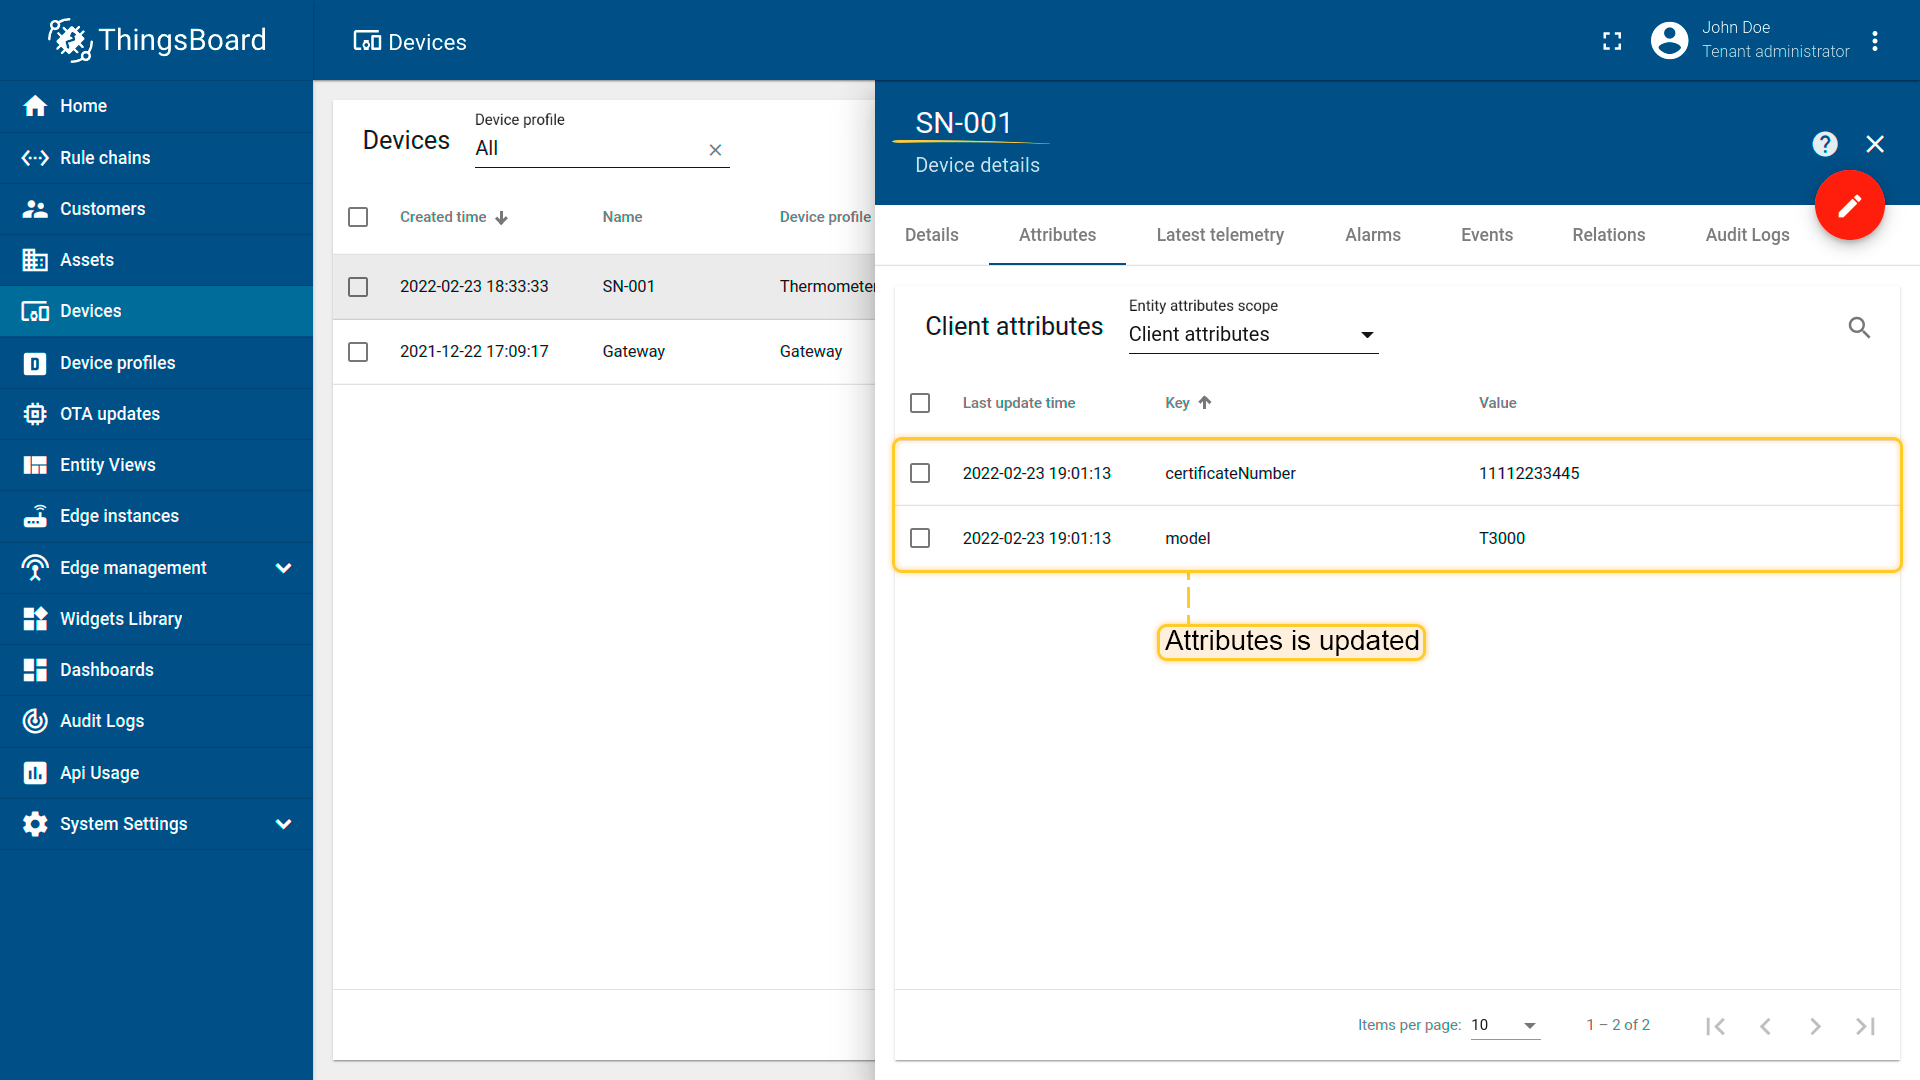 ThingsBoard
Devices
John Doe
Tenant administrator
Home
Rule chains
Customers
Assets
Devices
Device profiles
OTA updates
Entity Views
Edge instances
Edge management
Widgets Library
Dashboards
Audit Logs
Api Usage
System Settings
Devices
Device profile
All
Created time Name Device profile
2022-02-23 18:33:33 SN-001 Thermometer
2021-12-22 17:09:17 Gateway Gateway
SN-001
Device details
Details Attributes Latest telemetry Alarms Events Relations Audit Logs
Client attributes
Entity attributes scope
Client attributes
Last update time Key Value
2022-02-23 19:01:13 certificateNumber 11112233445
2022-02-23 19:01:13 model T3000
Attributes is updated
Items per page: 10 1 – 2 of 2